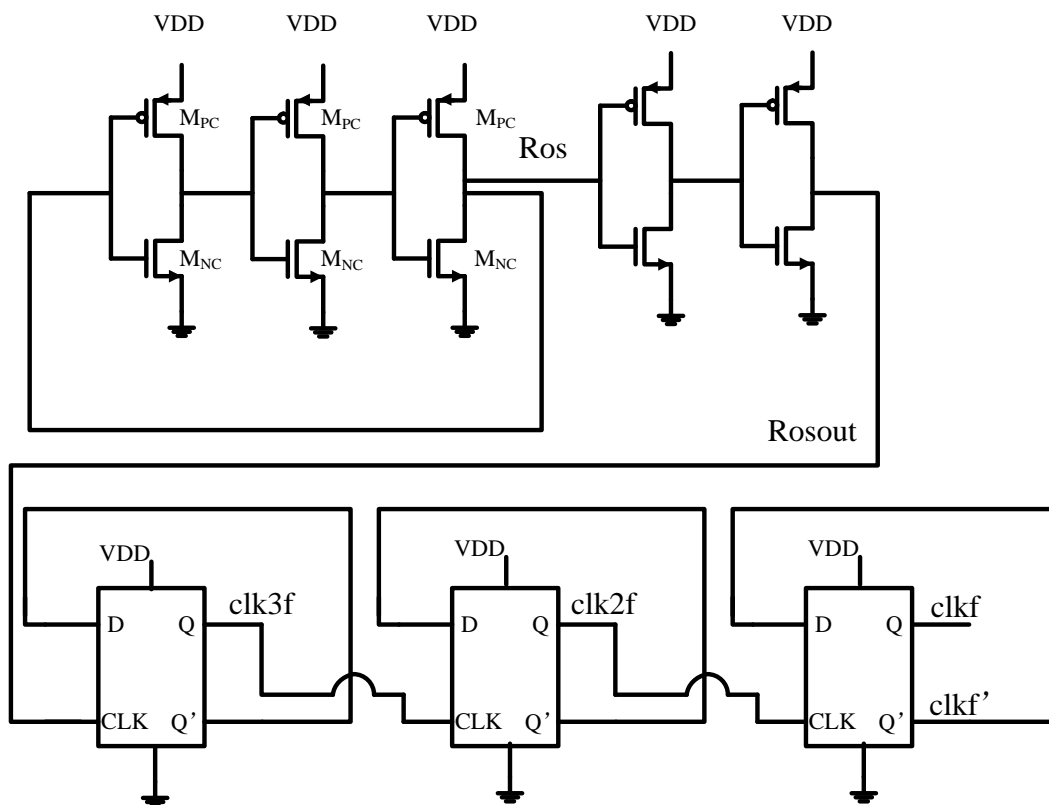 VDD VDD VDD VDD VDD
M_PC M_PC M_PC
Ros
M_NC M_NC M_NC
Rosout
VDD VDD VDD
clk3f clk2f clkf
D Q D Q D Q
CLK Q’ CLK Q’ CLK Q’ clkf’